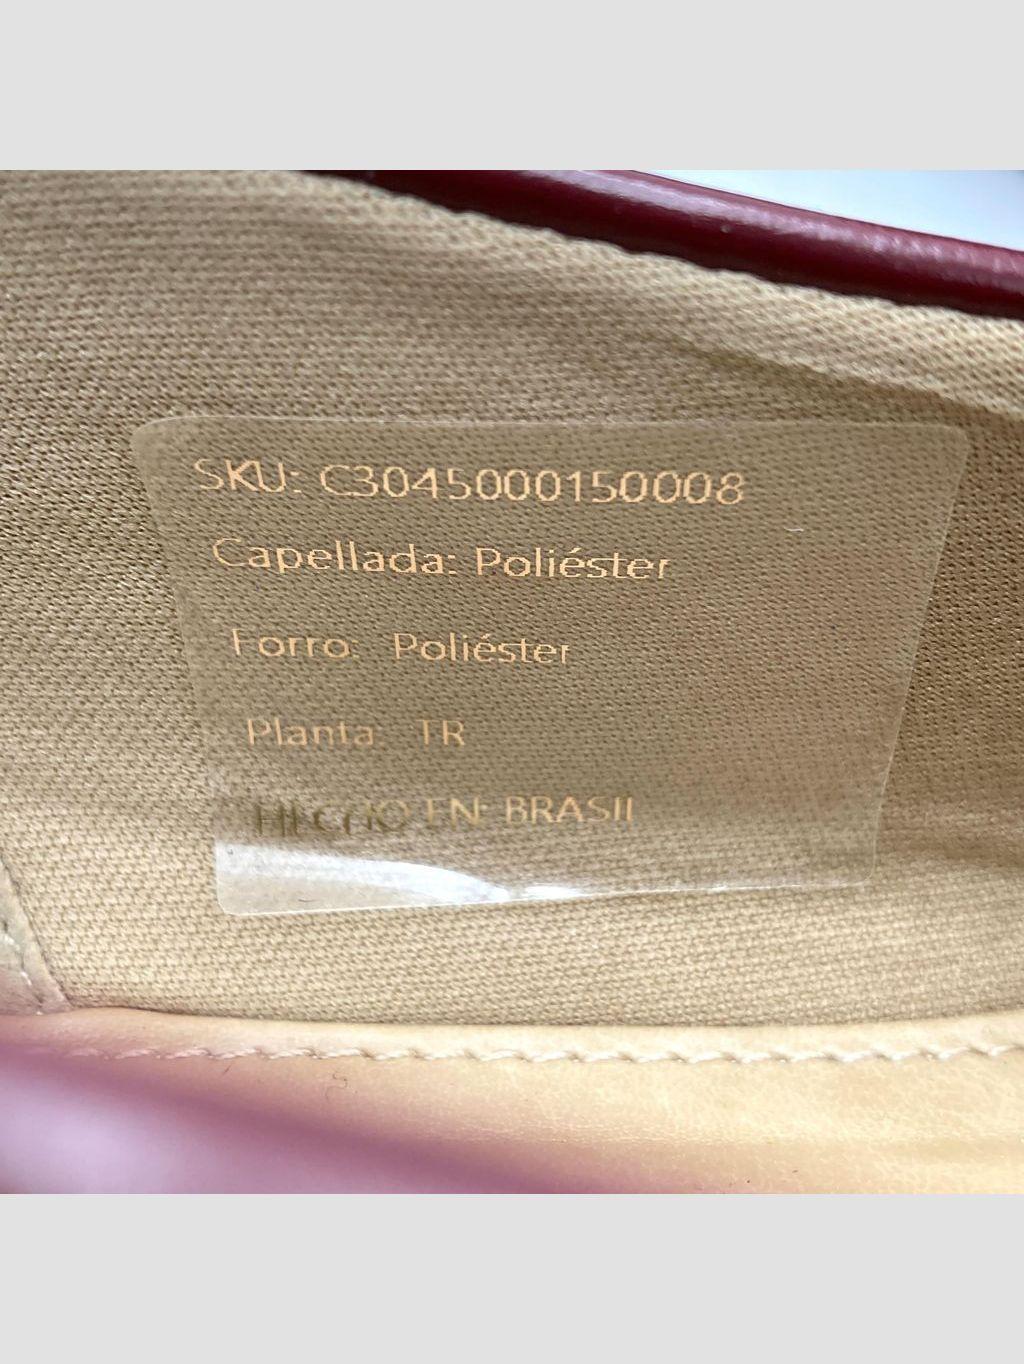 SKU: C3045000150008
Capellada: Poliéster
Forro: Poliéster
Planta: TR
HECHO EN: BRASIL